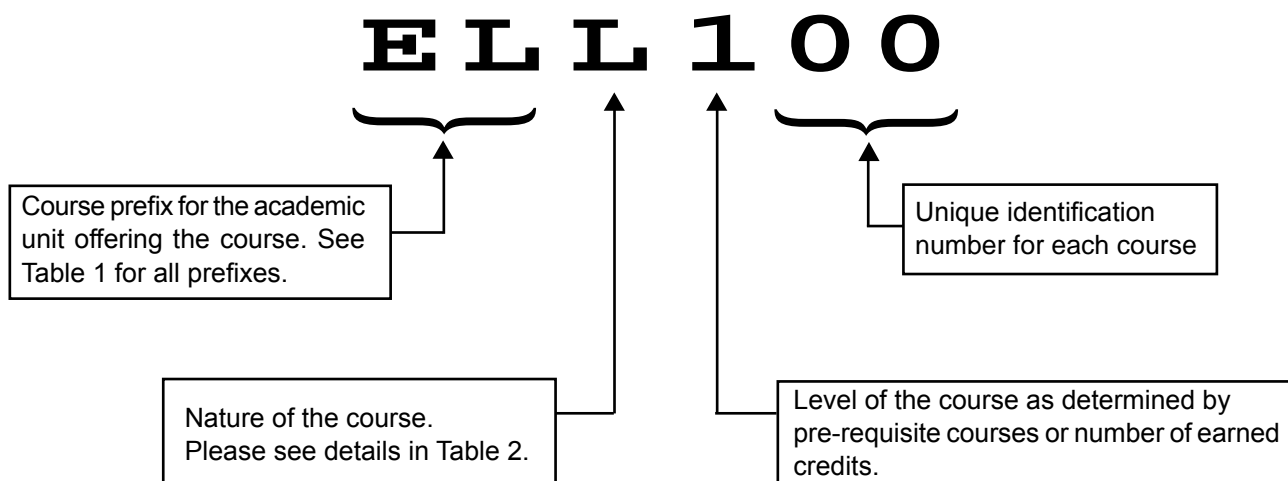 ELL100
Course prefix for the academic
unit offering the course. See
Table 1 for all prefixes.
Unique identification
number for each course
Nature of the course.
Please see details in Table 2.
Level of the course as determined by
pre-requisite courses or number of earned
credits.